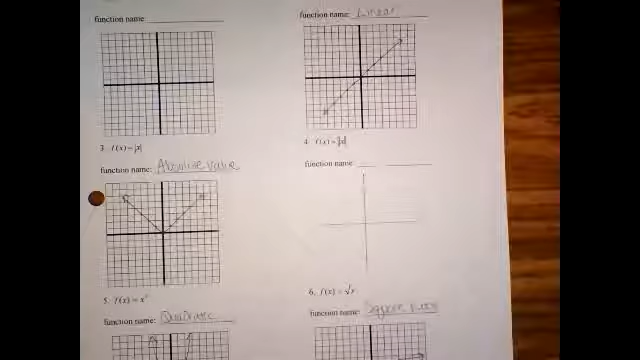 function name:
function name: Linear
3. f(x) = |x|
4. f(x) = [[x]]
function name: Absolute value
function name:
5. f(x) = x²
6. f(x) = √x
function name: Quadratic
function name: Square root